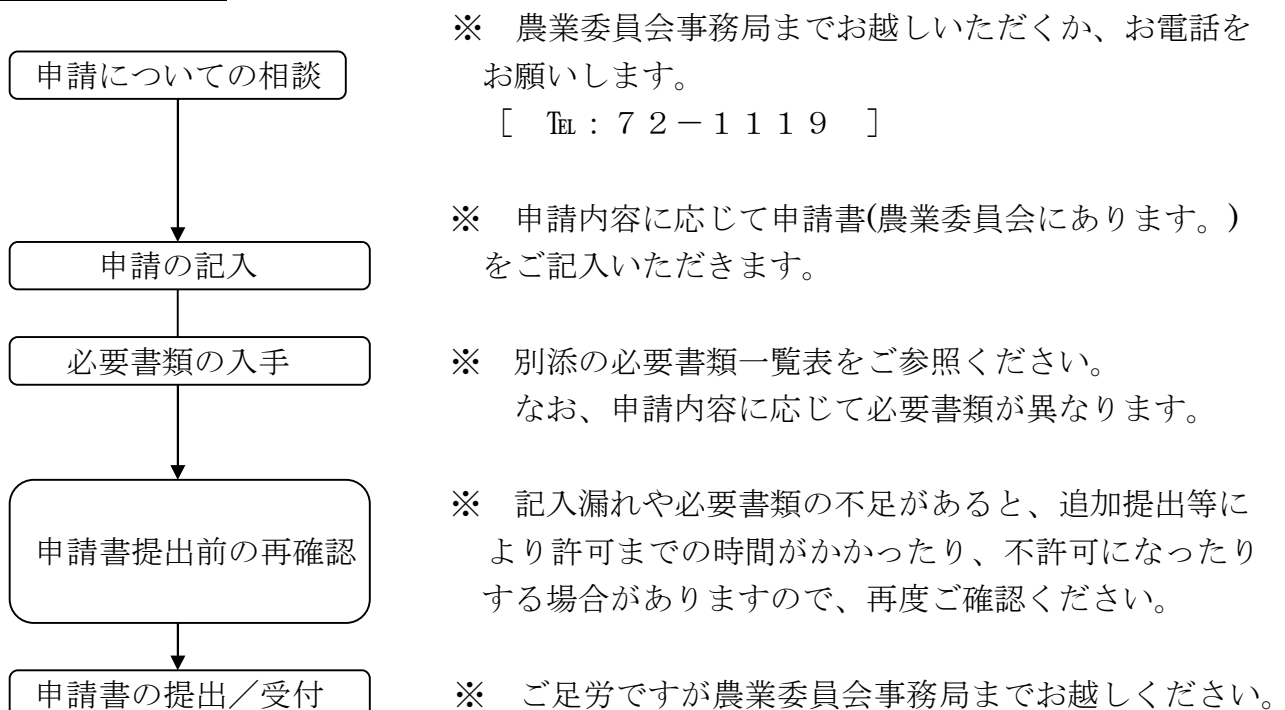 ※　農業委員会事務局までお越しいただくか、お電話を
申請についての相談
お願いします。
［　℡：７２－１１１９　］
※　申請内容に応じて申請書(農業委員会にあります。)
申請の記入
をご記入いただきます。
必要書類の入手
※　別添の必要書類一覧表をご参照ください。
なお、申請内容に応じて必要書類が異なります。
※　記入漏れや必要書類の不足があると、追加提出等に
申請書提出前の再確認
より許可までの時間がかかったり、不許可になったり
する場合がありますので、再度ご確認ください。
申請書の提出／受付
※　ご足労ですが農業委員会事務局までお越しください。